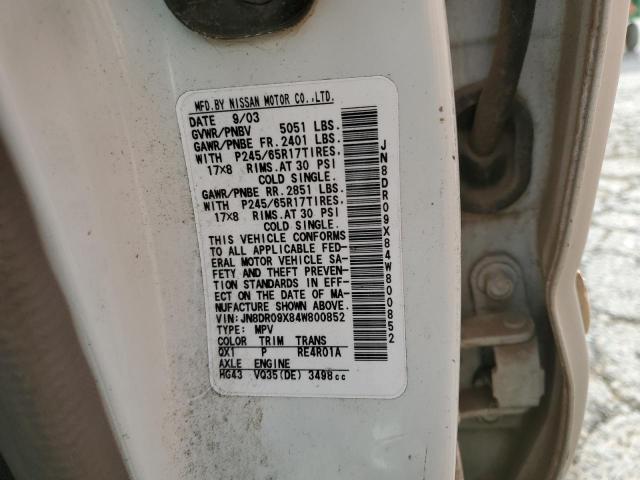 MFD.BY NISSAN MOTOR CO.,LTD.
DATE 9/03
GVWR/PNBV 5051 LBS.
GAWR/PNBE FR.2401 LBS.
WITH P245/65R17TIRES.
17X8 RIMS.AT 30 PSI
COLD SINGLE.
GAWR/PNBE RR.2851 LBS.
WITH P245/65R17TIRES.
17X8 RIMS.AT 30 PSI
COLD SINGLE.
THIS VEHICLE CONFORMS
TO ALL APPLICABLE FED-
ERAL MOTOR VEHICLE SA-
FETY AND THEFT PREVEN-
TION STANDARDS IN EFF-
ECT ON THE DATE OF MA-
NUFACTURE SHOWN ABOVE.
VIN:JN8DR09X84W800852
TYPE: MPV
COLOR TRIM TRANS
QX1 P RE4R01A
AXLE ENGINE
HG43 VQ35(DE) 3498cc
JN8DR09X84W800852